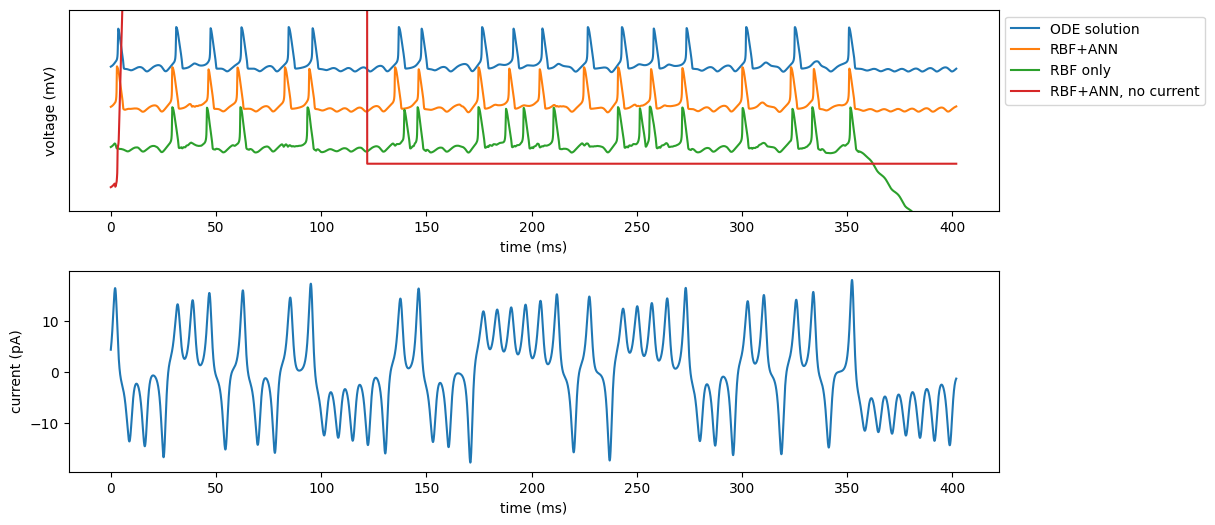 voltage (mV)
ODE solution
RBF+ANN
RBF only
RBF+ANN, no current
0 50 100 150 200 250 300 350 400
time (ms)
current (pA)
10
0
−10
0 50 100 150 200 250 300 350 400
time (ms)